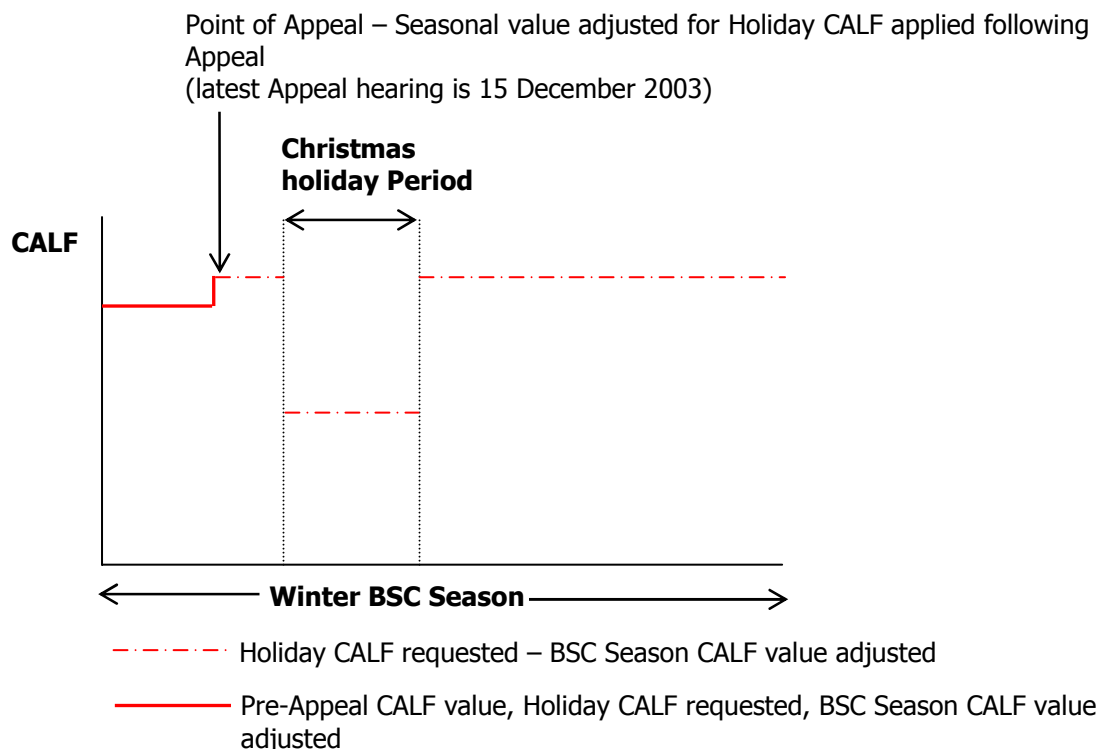 Point of Appeal – Seasonal value adjusted for Holiday CALF applied following
Appeal
(latest Appeal hearing is 15 December 2003)
Christmas
holiday Period
CALF
Winter BSC Season
Holiday CALF requested – BSC Season CALF value adjusted
Pre-Appeal CALF value, Holiday CALF requested, BSC Season CALF value
adjusted